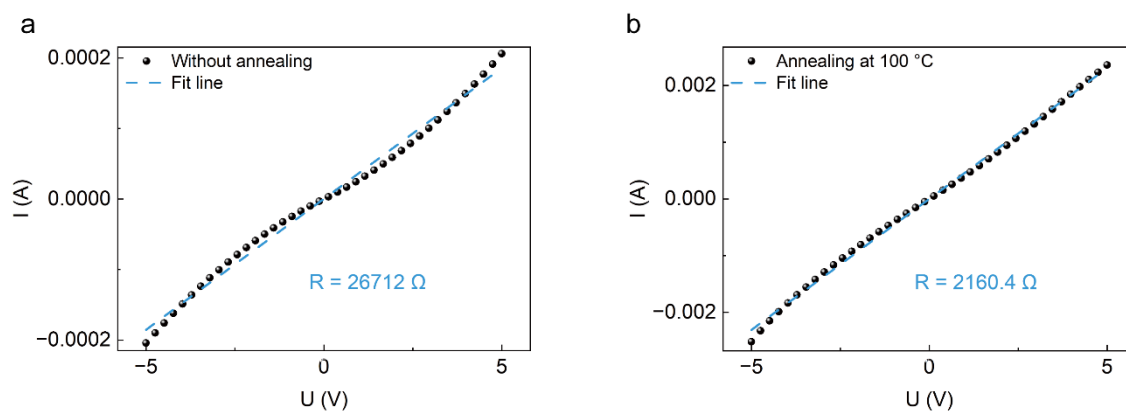 a
0.0002
Without annealing
Fit line
0.0000
I (A)
R = 26712 Ω
−0.0002
−5
0
5
U (V)
b
Annealing at 100 °C
Fit line
0.002
0.000
I (A)
R = 2160.4 Ω
−0.002
−5
0
5
U (V)